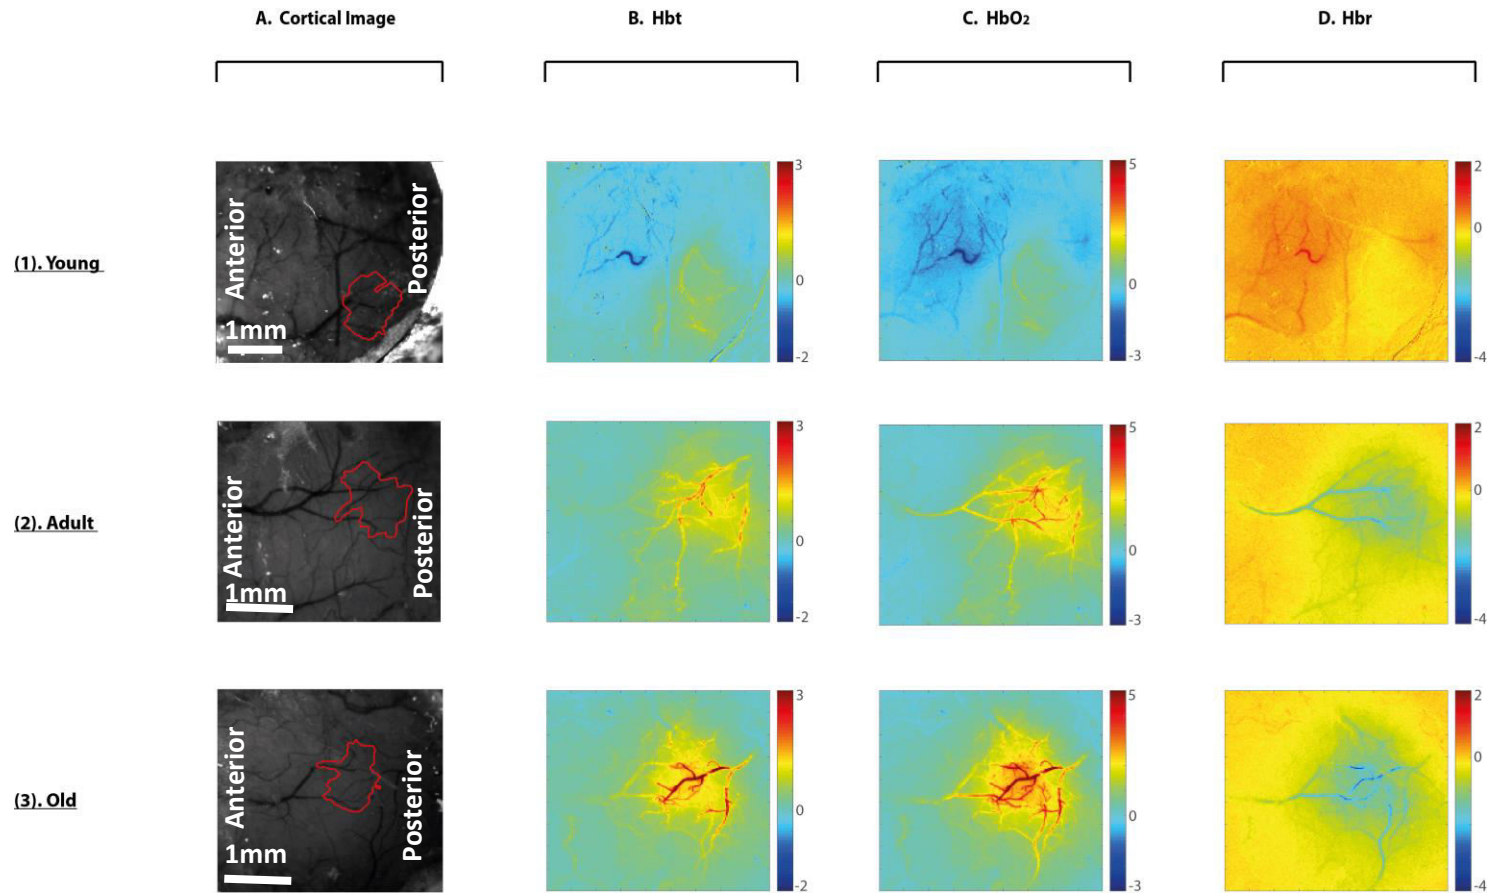 A. Cortical Image
B. Hbt
C. HbO2
D. Hbr
(1). Young
Anterior
Posterior
1mm
3
0
-2
5
0
-3
2
0
-4
(2). Adult
Anterior
Posterior
1mm
3
0
-2
5
0
-3
2
0
-4
(3). Old
Anterior
Posterior
1mm
3
0
-2
5
0
-3
2
0
-4